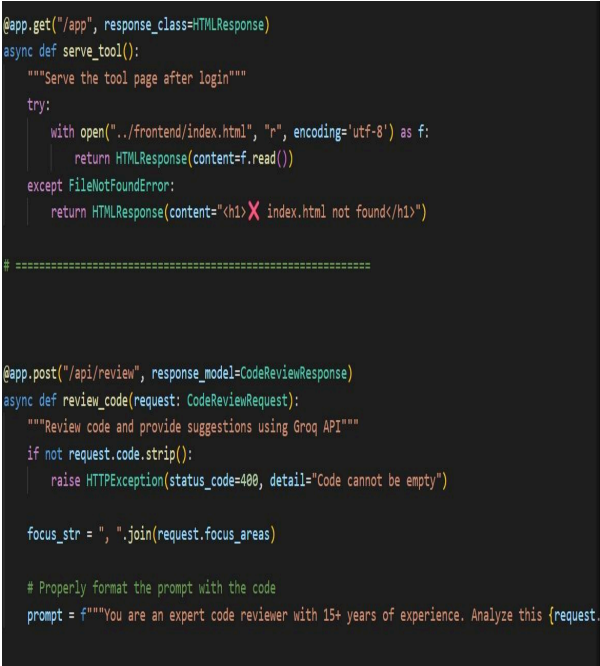 @app.get("/app", response_class=HTMLResponse)
async def serve_tool():
    """Serve the tool page after login"""
    try:
        with open("../frontend/index.html", "r", encoding='utf-8') as f:
            return HTMLResponse(content=f.read())
    except FileNotFoundError:
        return HTMLResponse(content="<h1>❌ index.html not found</h1>")
# ============================================================
@app.post("/api/review", response_model=CodeReviewResponse)
async def review_code(request: CodeReviewRequest):
    """Review code and provide suggestions using Groq API"""
    if not request.code.strip():
        raise HTTPException(status_code=400, detail="Code cannot be empty")
    focus_str = ", ".join(request.focus_areas)
    # Properly format the prompt with the code
    prompt = f"""You are an expert code reviewer with 15+ years of experience. Analyze this {request.